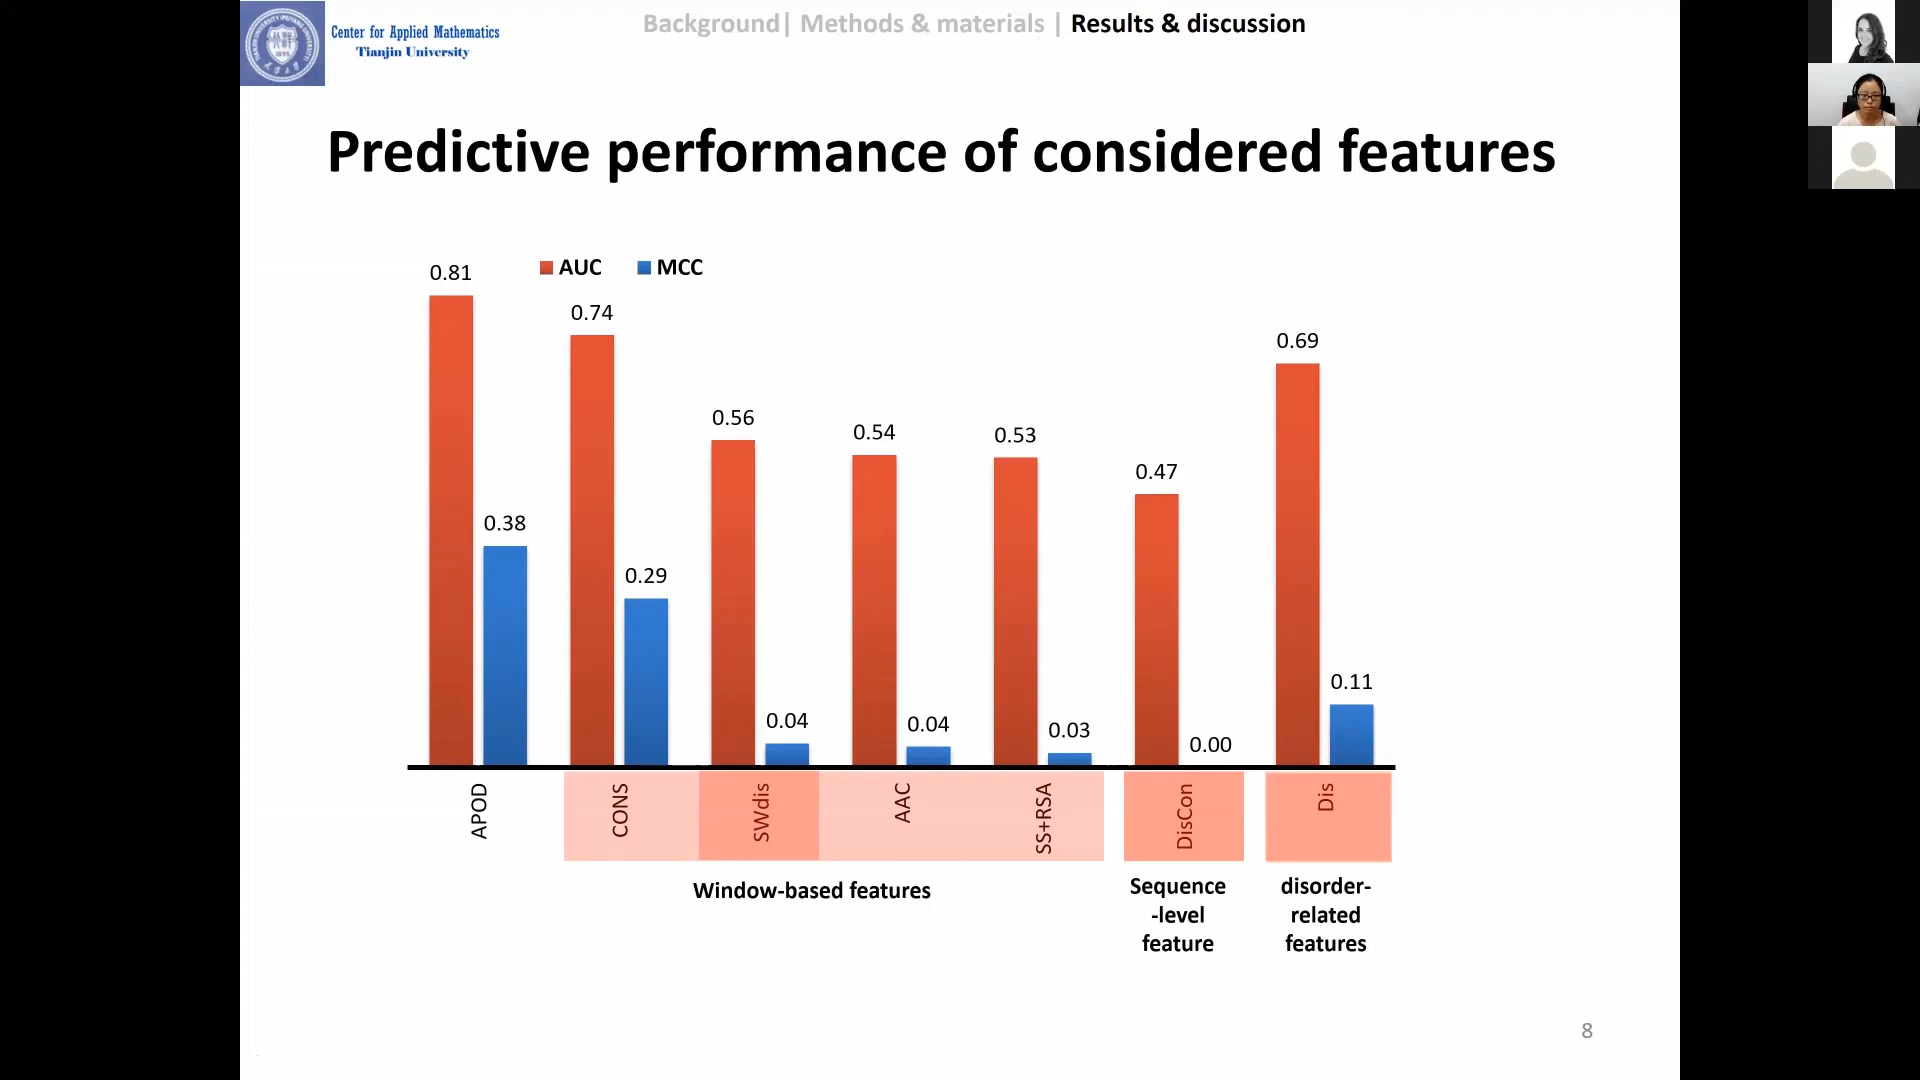 Center for Applied Mathematics
Tianjin University
Background| Methods & materials | Results & discussion
Predictive performance of considered features
AUC MCC
0.81
0.38
0.74
0.29
0.56
0.04
0.54
0.04
0.53
0.03
0.47
0.00
0.69
0.11
APOD
CONS
SWdis
AAC
SS+RSA
DisCon
Dis
Window-based features
Sequence
-level
feature
disorder-
related
features
8